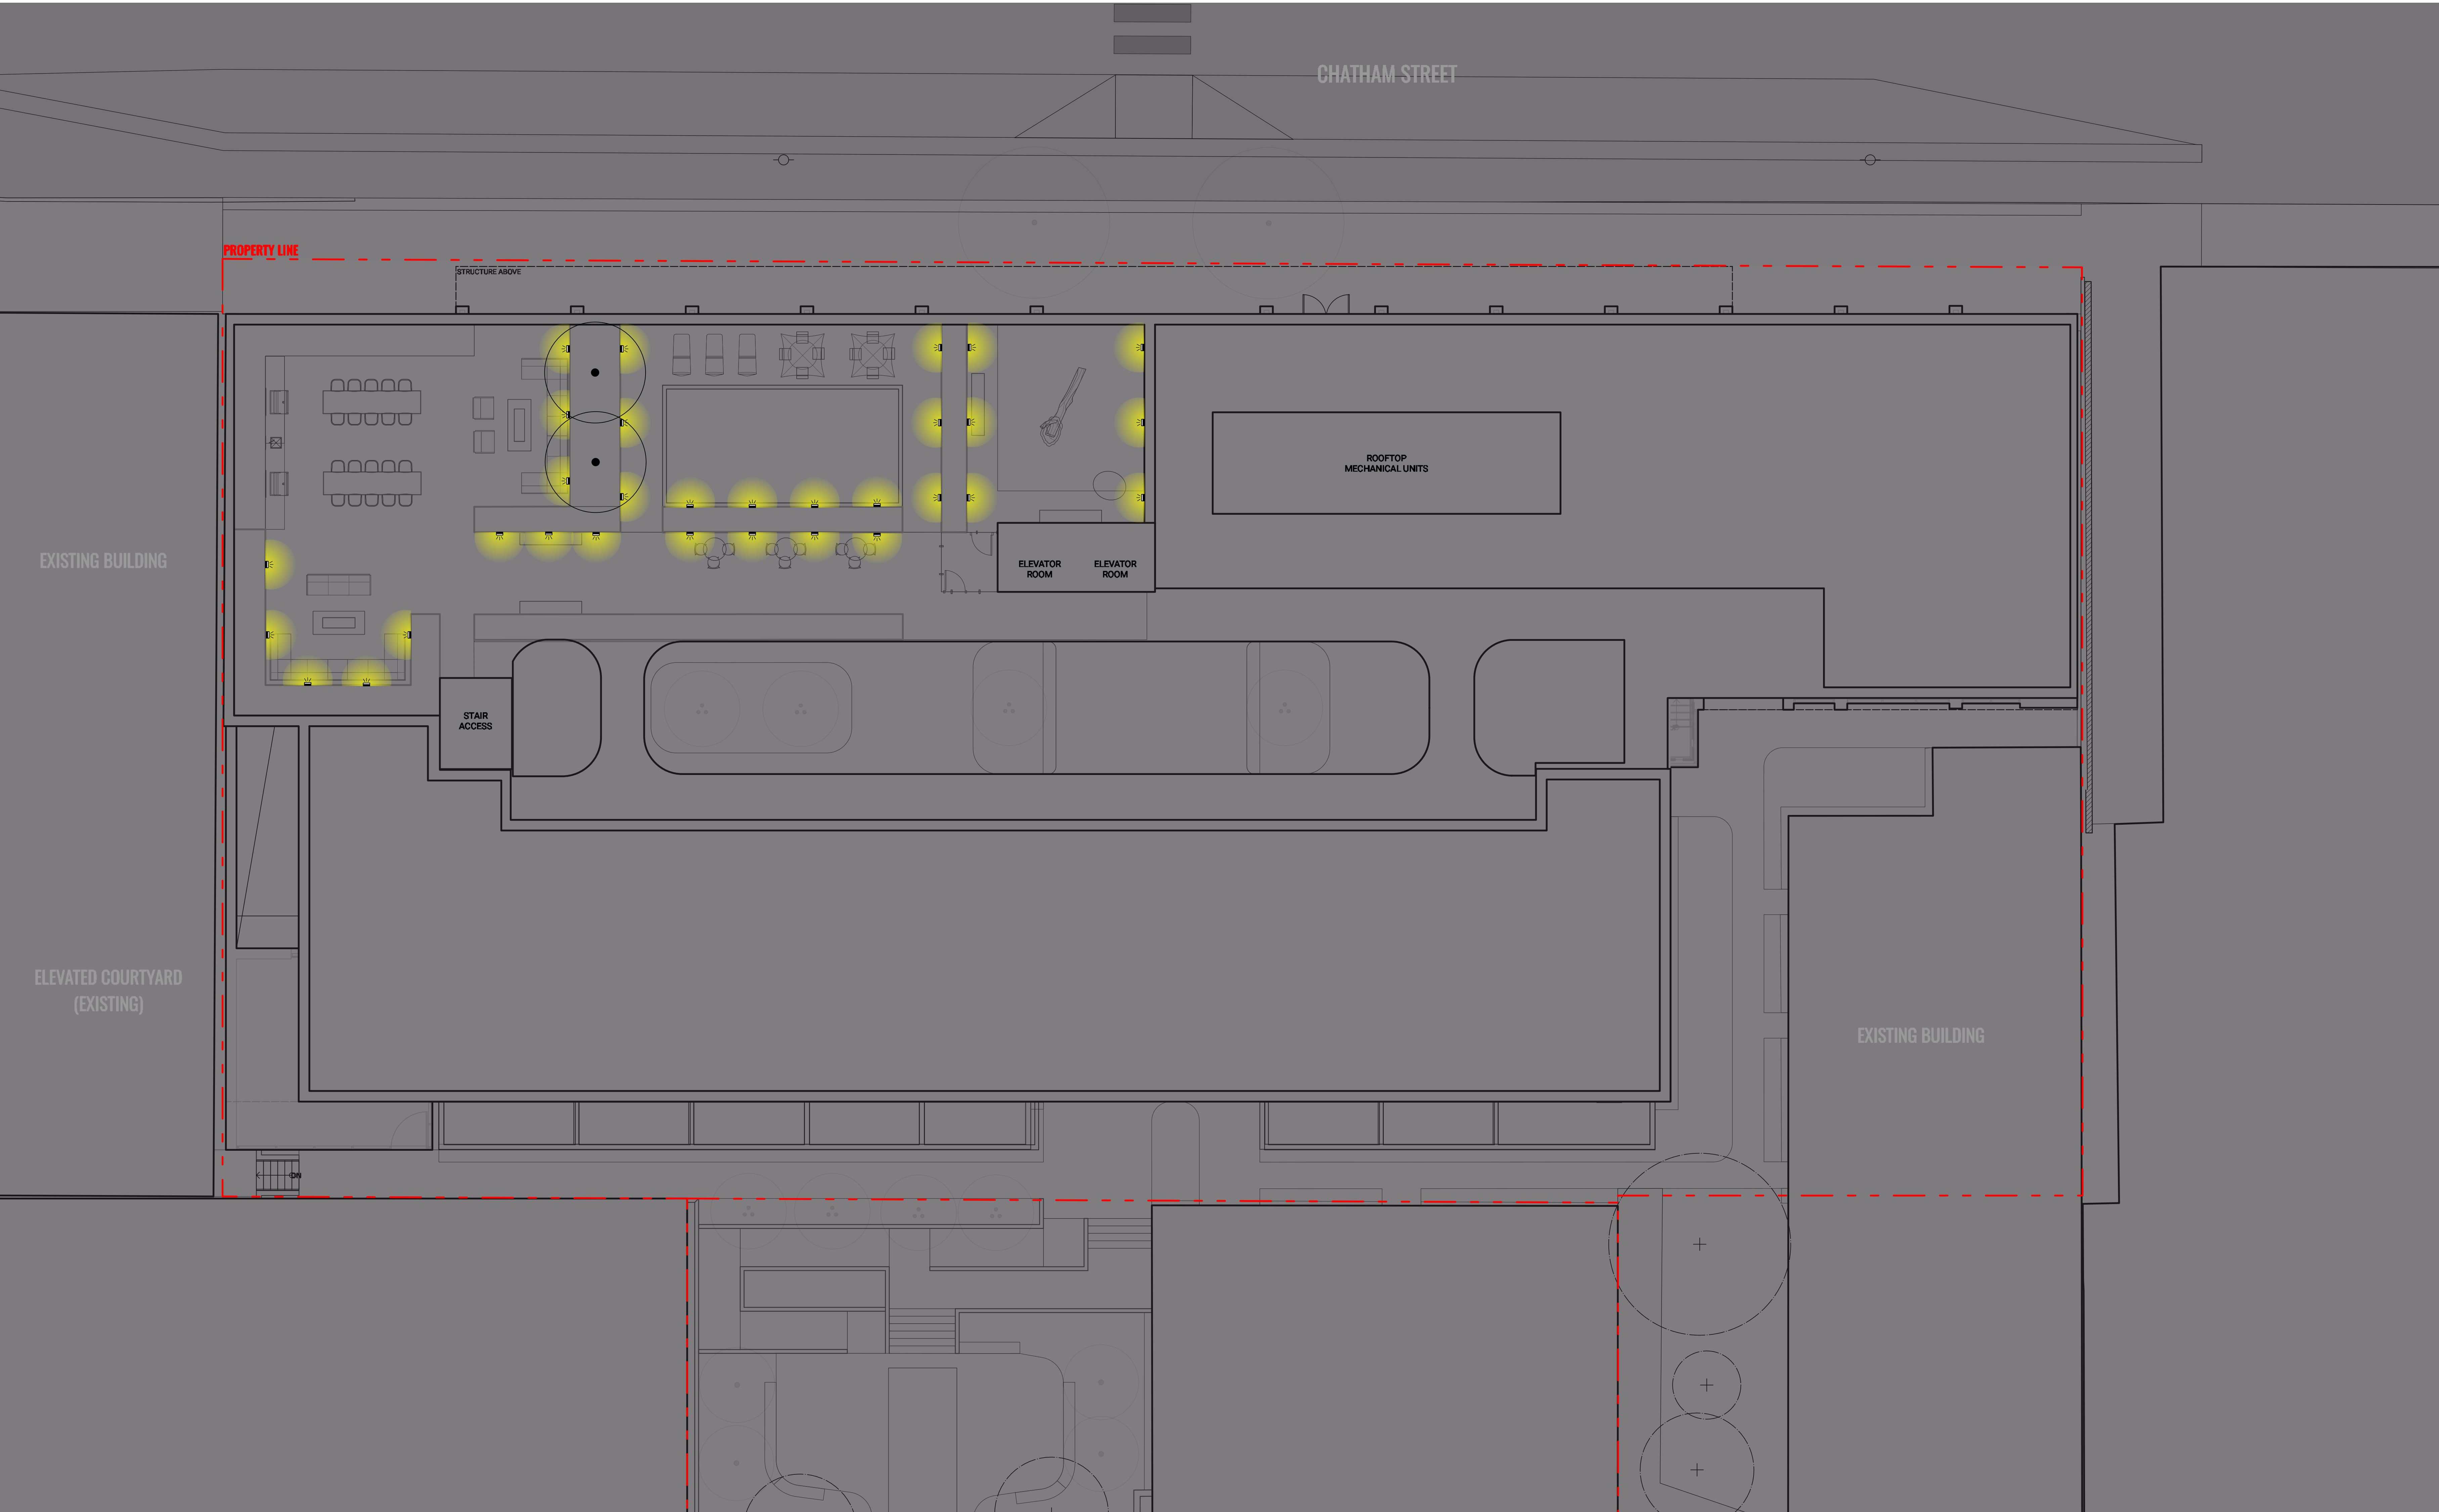 CHATHAM STREET
PROPERTY LINE
STRUCTURE ABOVE
ROOFTOP
MECHANICAL UNITS
EXISTING BUILDING
ELEVATOR
ROOM
ELEVATOR
ROOM
STAIR
ACCESS
ELEVATED COURTYARD
(EXISTING)
EXISTING BUILDING
DN